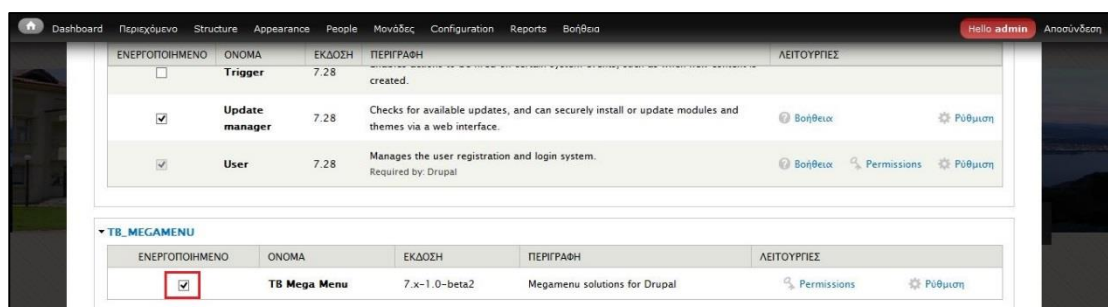 Dashboard Περιεχόμενο Structure Appearance People Μονάδες Configuration Reports Βοήθεια Hello admin Αποσύνδεση
ΕΝΕΡΓΟΠΟΙΗΜΕΝΟ ΟΝΟΜΑ ΕΚΔΟΣΗ ΠΕΡΙΓΡΑΦΗ ΛΕΙΤΟΥΡΓΙΕΣ
Trigger 7.28
created.
Update manager 7.28 Checks for available updates, and can securely install or update modules and themes via a web interface. Βοήθεια Ρύθμιση
User 7.28 Manages the user registration and login system. Βοήθεια Permissions Ρύθμιση
Required by: Drupal
TB_MEGAMENU
ΕΝΕΡΓΟΠΟΙΗΜΕΝΟ ΟΝΟΜΑ ΕΚΔΟΣΗ ΠΕΡΙΓΡΑΦΗ ΛΕΙΤΟΥΡΓΙΕΣ
TB Mega Menu 7.x-1.0-beta2 Megamenu solutions for Drupal Permissions Ρύθμιση